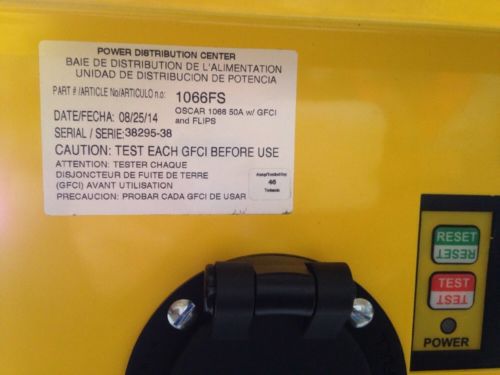 POWER DISTRIBUTION CENTER
BAIE DE DISTRIBUTION DE L'ALIMENTATION
UNIDAD DE DISTRIBUCION DE POTENCIA
PART # /ARTICLE No/ARTICULO n.o: 1066FS
OSCAR 1066 50A w/ GFCI
and FLIPS
DATE/FECHA: 08/25/14
SERIAL / SERIE: 38295-38
CAUTION: TEST EACH GFCI BEFORE USE
ATTENTION: TESTER CHAQUE
DISJONCTEUR DE FUITE DE TERRE
(GFCI) AVANT UTILISATION
PRECAUCION: PROBAR CADA GFCI DE USAR
46
RESET
RESET
TEST
TEST
POWER